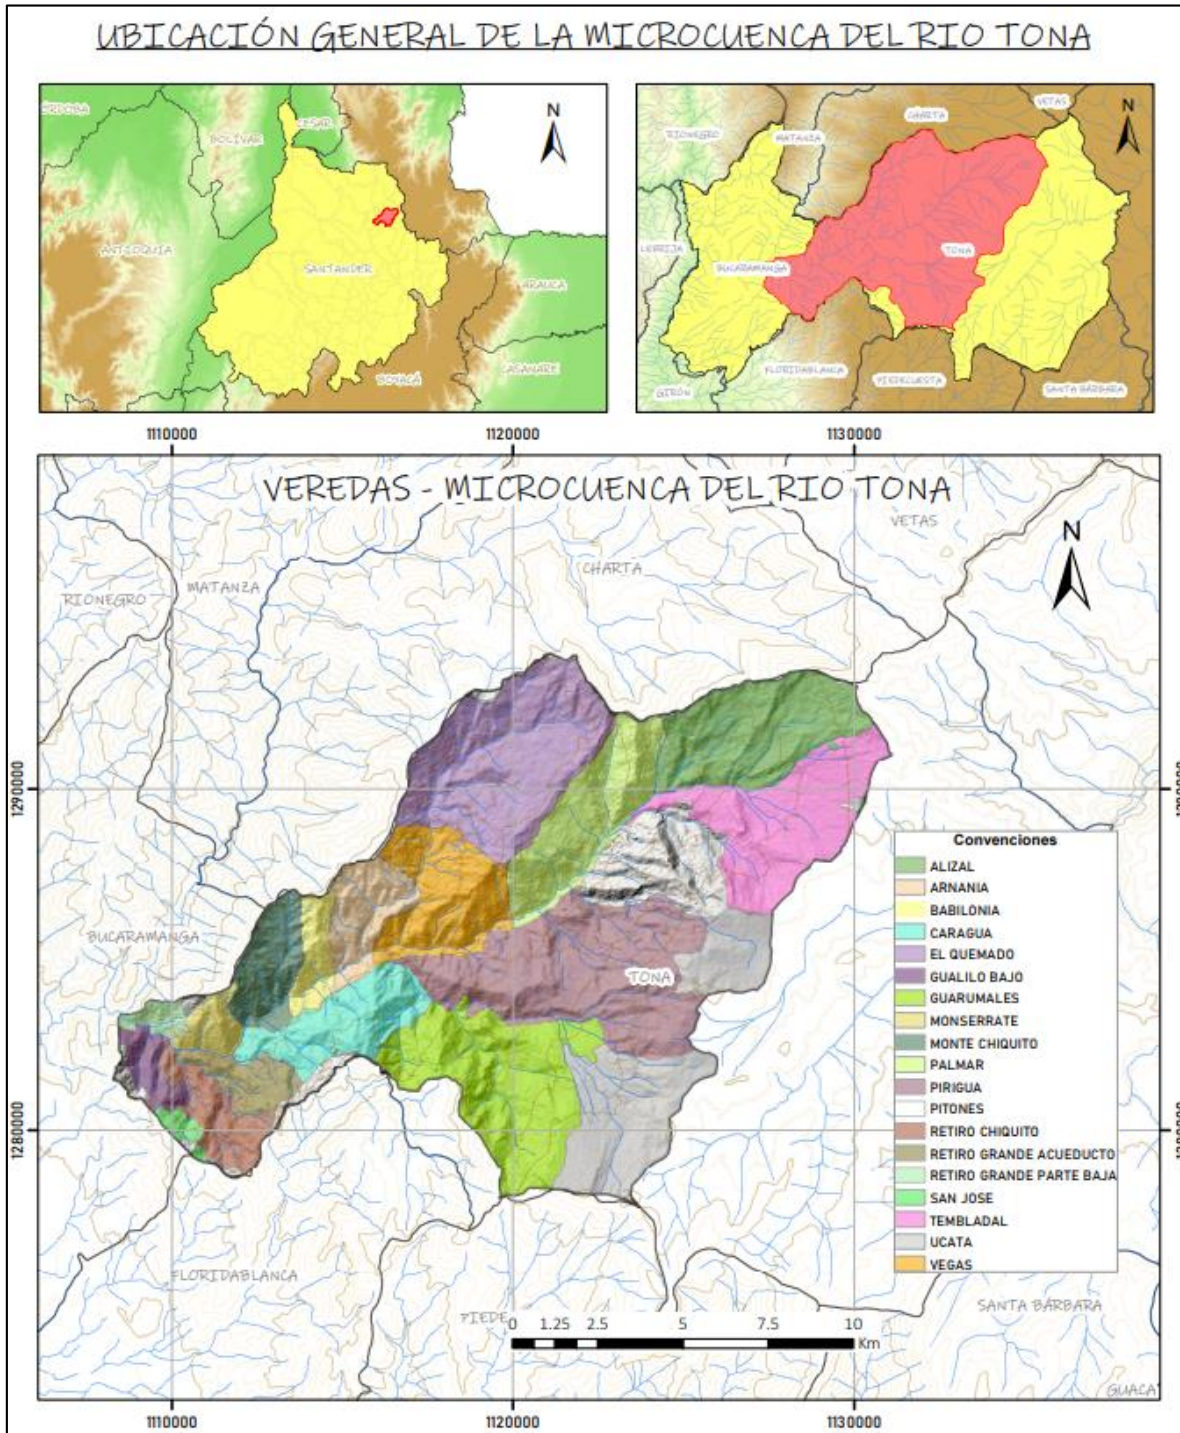 UBICACIÓN GENERAL DE LA MICROCUENCA DEL RIO TONA
CÓRDOBA
BOLÍVAR
CESAR
N
ANTIOQUIA
SANTANDER
ARAUCA
BOYACÁ
CASANARE
VETAS
CHARTA
N
RIONEGRO
MATANZA
LEBRIJA
TONA
BUCARAMANGA
FLORIDABLANCA
PIEDECUESTA
SANTA BÁRBARA
GIRÓN
1110000
1120000
1130000
VEREDAS - MICROCUENCA DEL RIO TONA
VETAS
N
CHARTA
MATANZA
RIONEGRO
1290000
BUCARAMANGA
TONA
1280000
Convenciones
ALIZAL
ARNANIA
BABILONIA
CARAGUA
EL QUEMADO
GUALILO BAJO
GUARUMALES
MONSERRATE
MONTE CHIQUITO
PALMAR
PIRIGUA
PITONES
RETIRO CHIQUITO
RETIRO GRANDE ACUEDUCTO
RETIRO GRANDE PARTE BAJA
SAN JOSE
TEMBLADAL
UCATA
VEGAS
FLORIDABLANCA
PIEDE
SANTA BÁRBARA
0 1.25 2.5 5 7.5 10
Km
GUACA
1110000
1120000
1130000